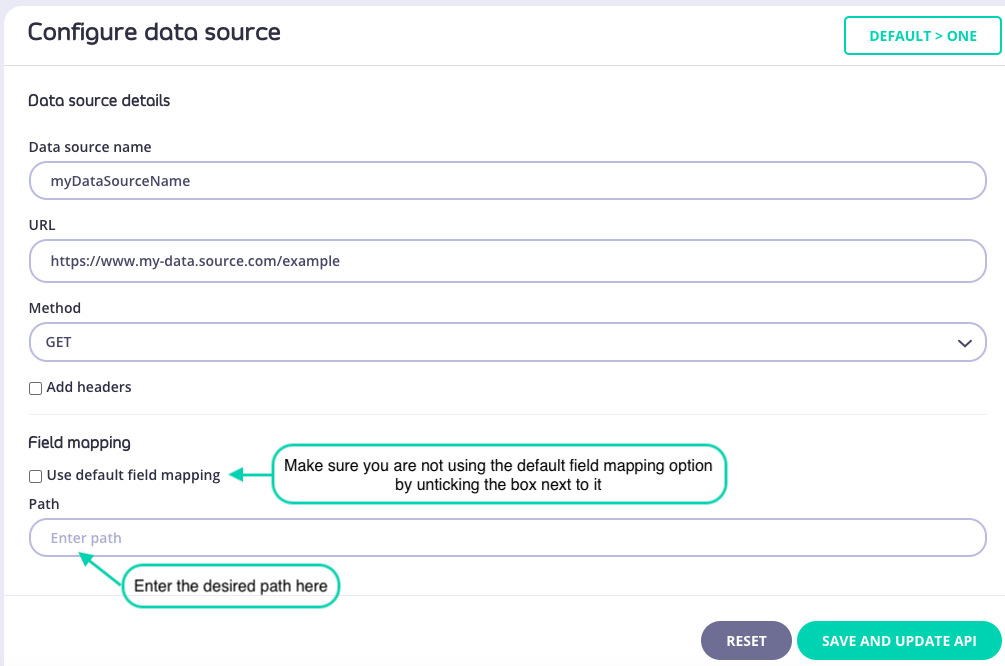 Configure data source
DEFAULT > ONE
Data source details
Data source name
myDataSourceName
URL
https://www.my-data.source.com/example
Method
GET
Add headers
Field mapping
Use default field mapping
Make sure you are not using the default field mapping option
by unticking the box next to it
Path
Enter path
Enter the desired path here
RESET
SAVE AND UPDATE API